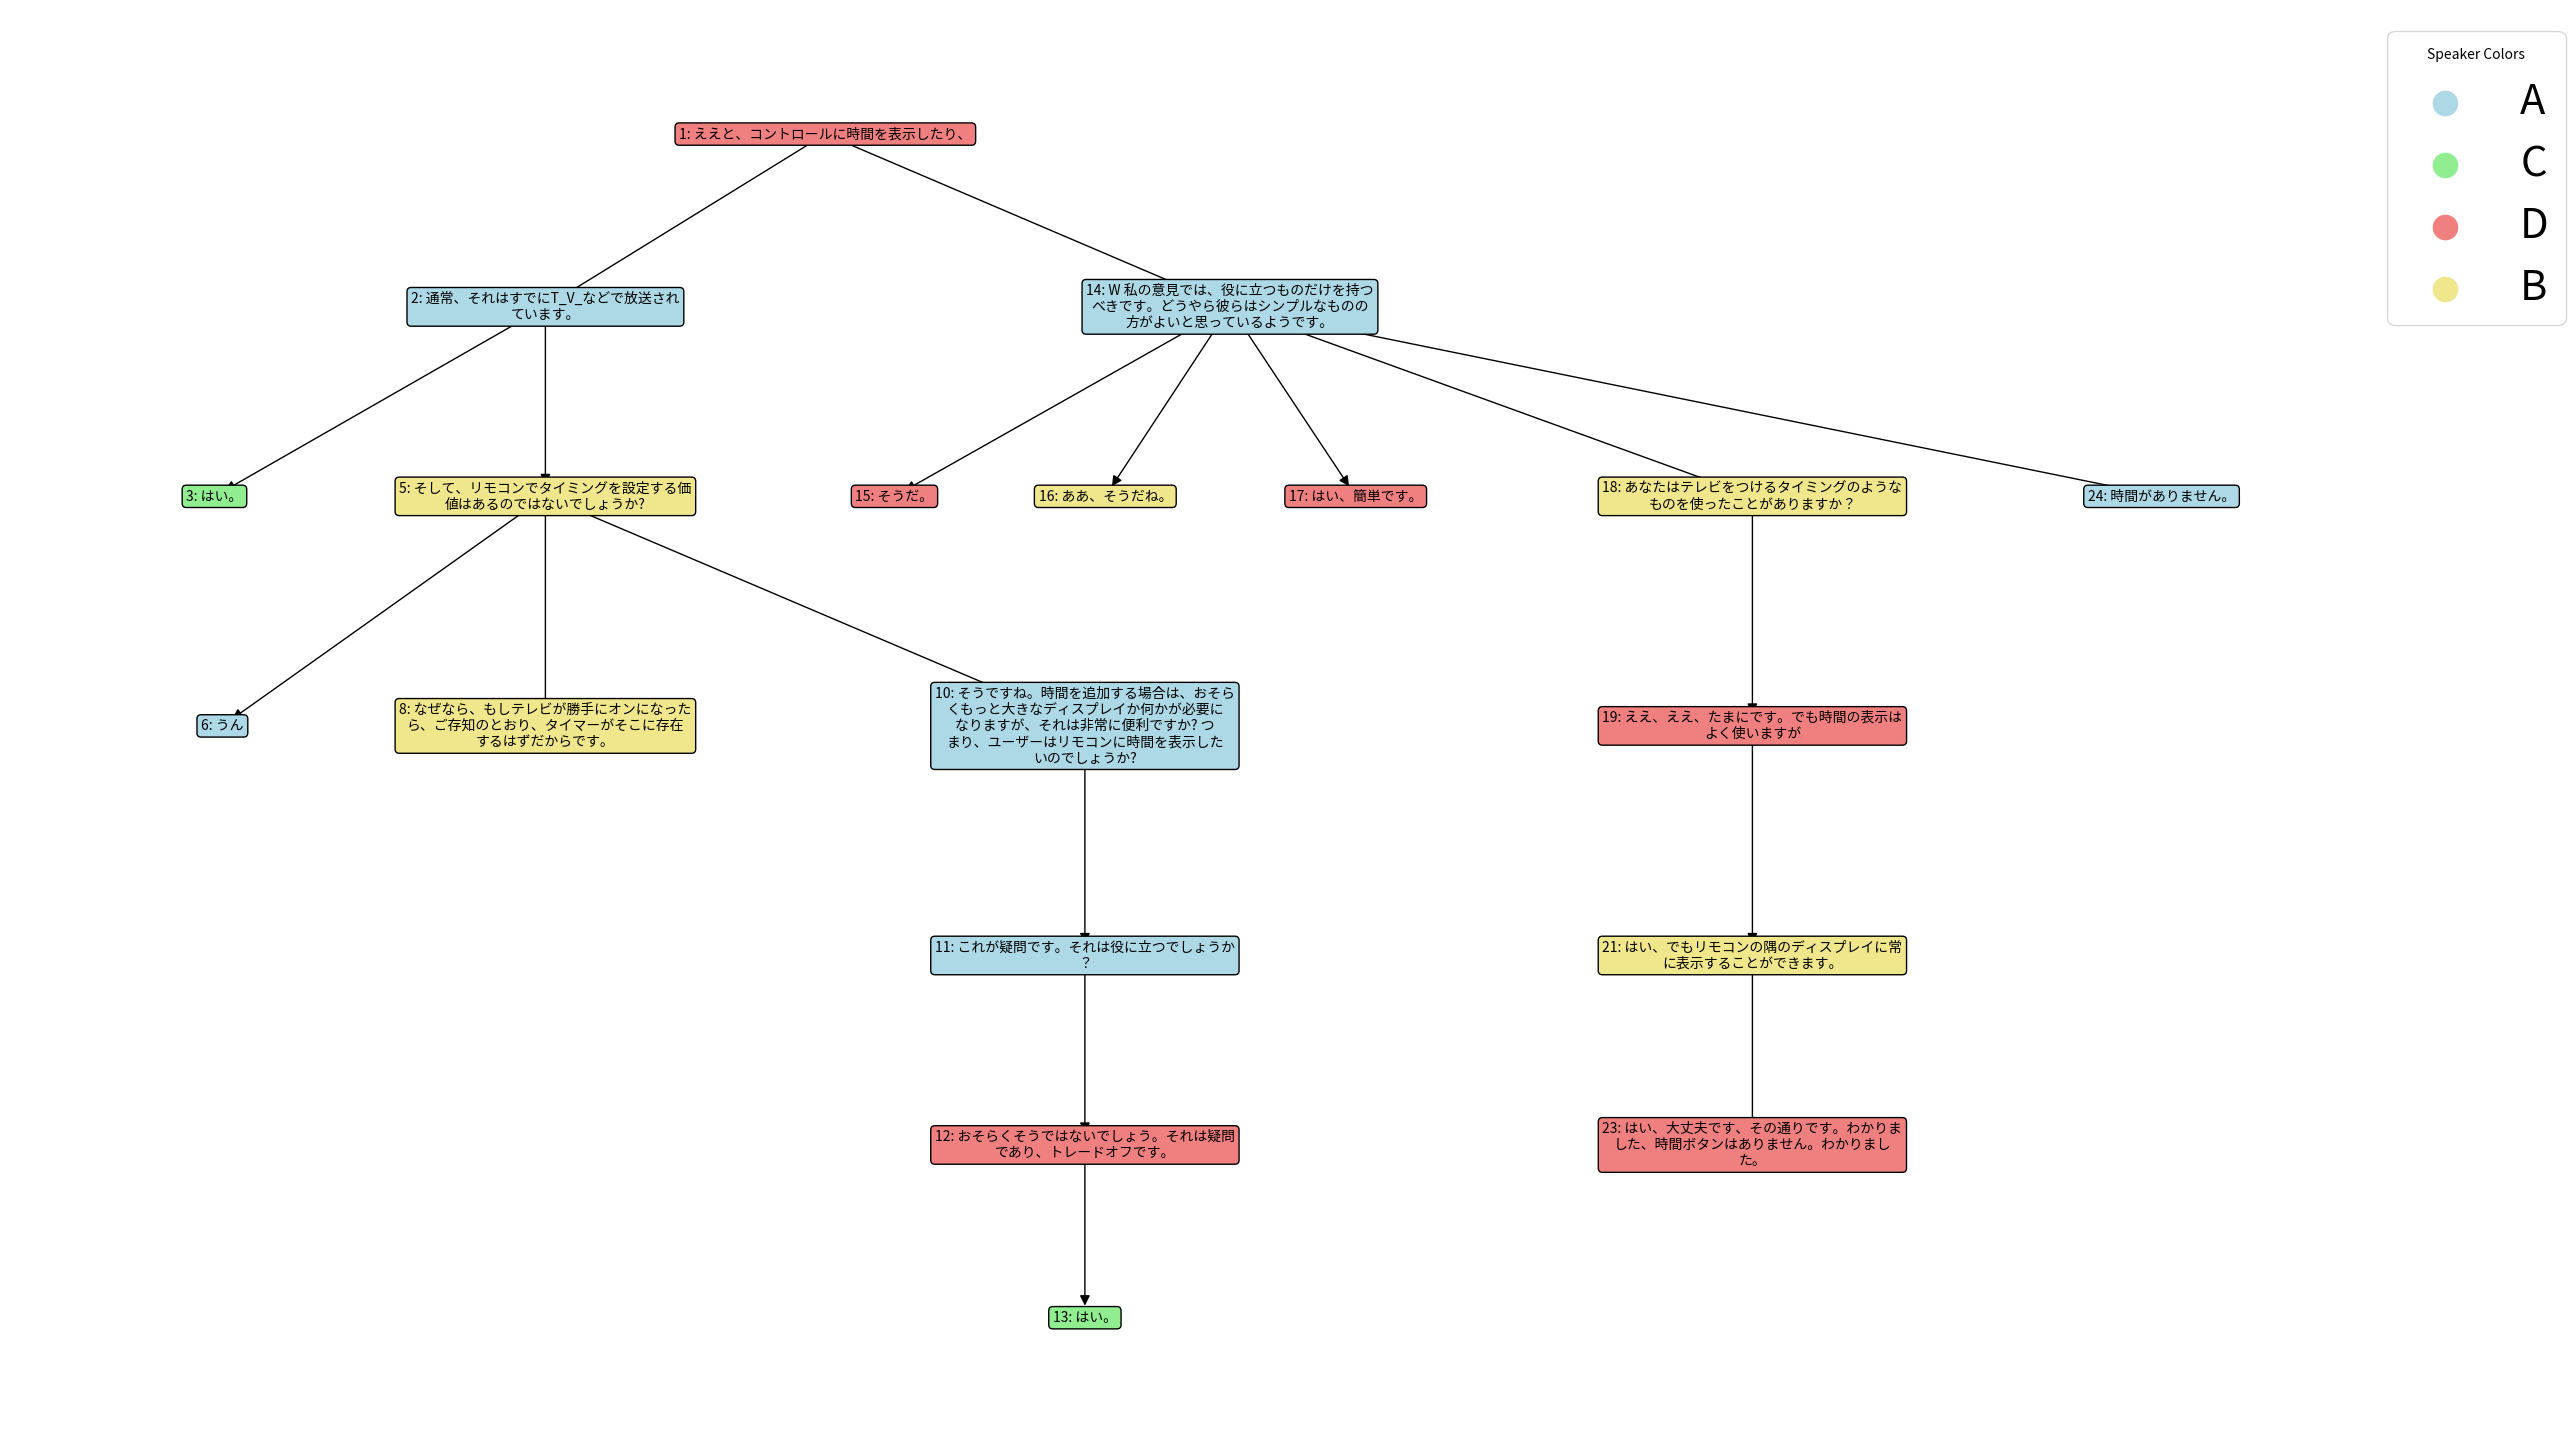 Speaker Colors
A
C
D
B
1: ええと、コントロールに時間を表示したり、
2: 通常、それはすでにT_V_などで放送され
ています。
14: W 私の意見では、役に立つものだけを持つ
べきです。どうやら彼らはシンプルなものの
方がよいと思っているようです。
3: はい。
5: そして、リモコンでタイミングを設定する価
値はあるのではないでしょうか?
15: そうだ。
16: ああ、そうだね。
17: はい、簡単です。
18: あなたはテレビをつけるタイミングのような
ものを使ったことがありますか？
24: 時間がありません。
6: うん
8: なぜなら、もしテレビが勝手にオンになった
ら、ご存知のとおり、タイマーがそこに存在
するはずだからです。
10: そうですね。時間を追加する場合は、おそら
くもっと大きなディスプレイか何かが必要に
なりますが、それは非常に便利ですか? つ
まり、ユーザーはリモコンに時間を表示した
いのでしょうか?
19: ええ、ええ、たまにです。でも時間の表示は
よく使いますが
11: これが疑問です。それは役に立つでしょうか
？
21: はい、でもリモコンの隅のディスプレイに常
に表示することができます。
12: おそらくそうではないでしょう。それは疑問
であり、トレードオフです。
23: はい、大丈夫です、その通りです。わかりま
した、時間ボタンはありません。わかりまし
た。
13: はい。